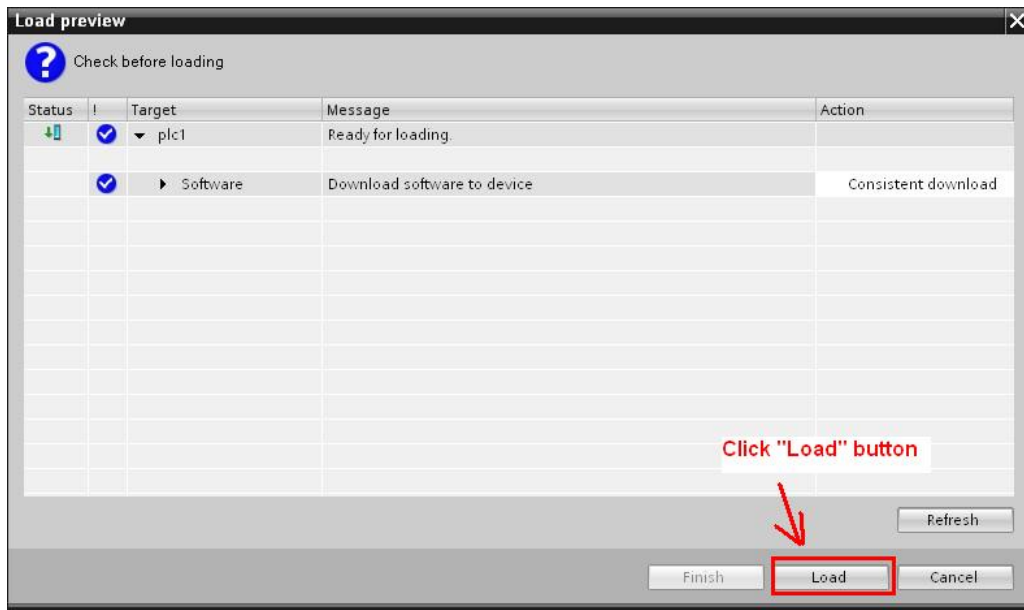 Load preview
Check before loading
Status ! Target Message Action
plc1 Ready for loading.
Software Download software to device Consistent download
Click "Load" button
Refresh
Finish Load Cancel